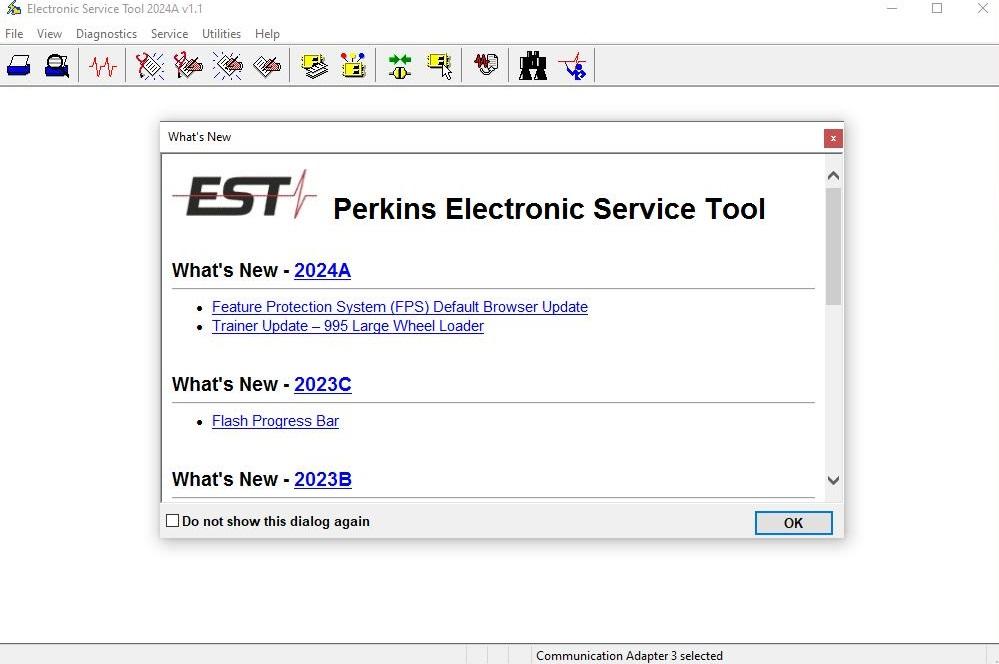 Electronic Service Tool 2024A v1.1
File View Diagnostics Service Utilities Help
What's New
x
EST Perkins Electronic Service Tool
What's New - 2024A
Feature Protection System (FPS) Default Browser Update
Trainer Update – 995 Large Wheel Loader
What's New - 2023C
Flash Progress Bar
What's New - 2023B
Do not show this dialog again
OK
Communication Adapter 3 selected